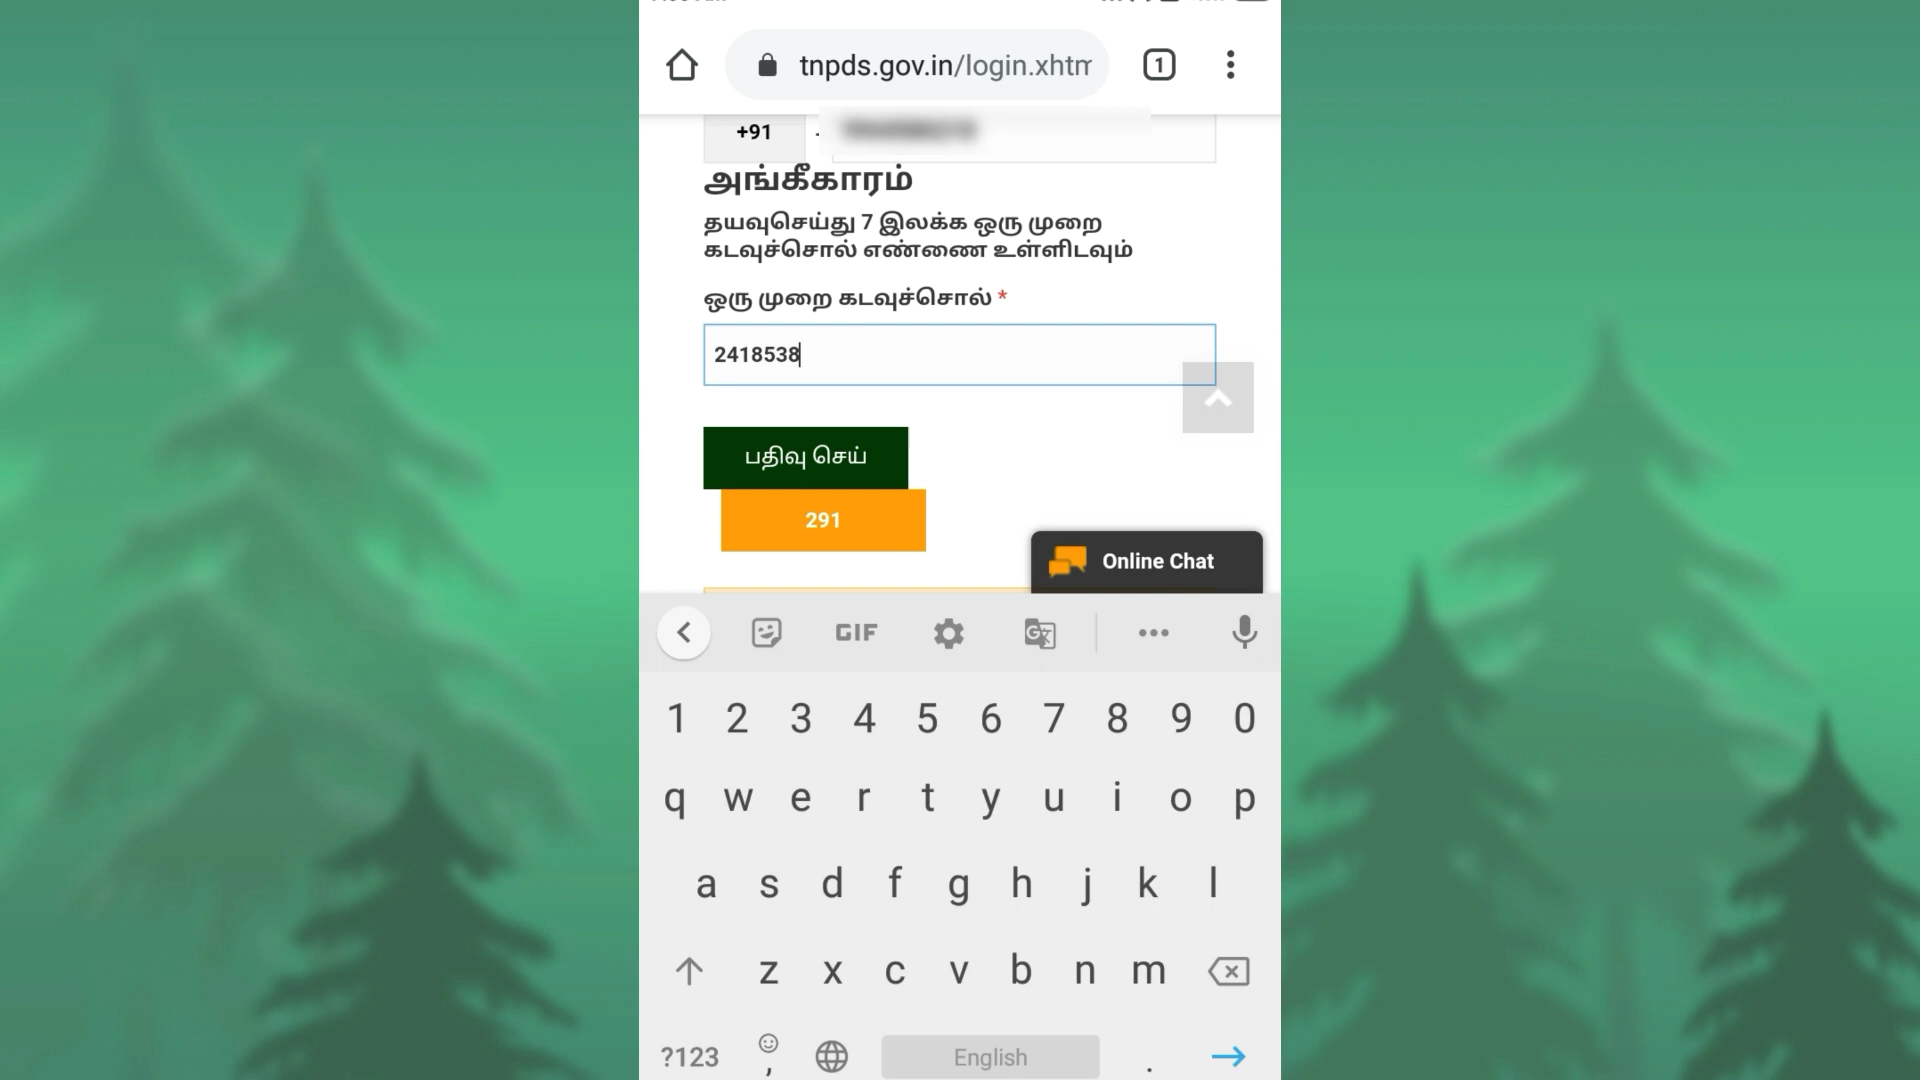 tnpds.gov.in/login.xhtm
1
+91 -
அங்கீகாரம்
தயவுசெய்து 7 இலக்க ஒரு முறை
கடவுச்சொல் எண்ணை உள்ளிடவும்
ஒரு முறை கடவுச்சொல் *
2418538
பதிவு செய்
291
Online Chat
GIF
1 2 3 4 5 6 7 8 9 0
q w e r t y u i o p
a s d f g h j k l
z x c v b n m
?123 , English .